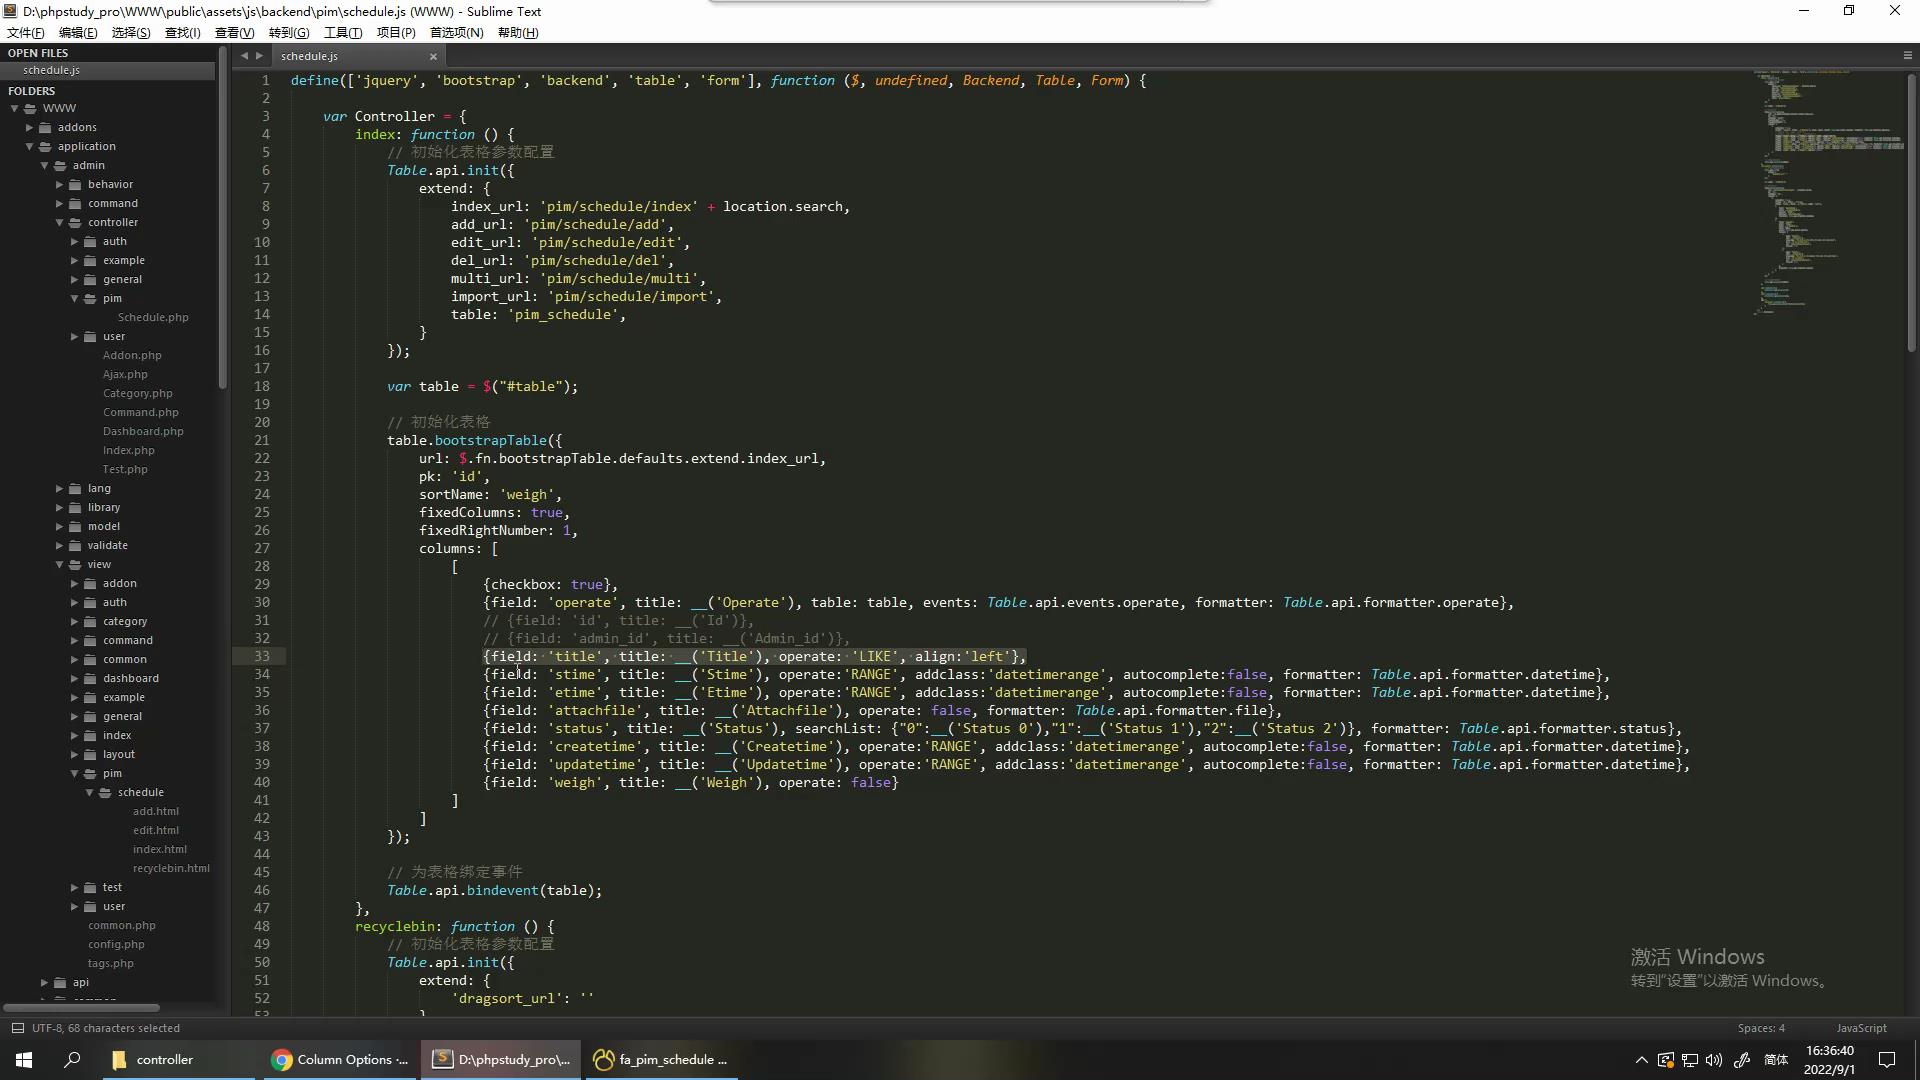 D:\phpstudy_pro\WWW\public\assets\js\backend\pim\schedule.js (WWW) - Sublime Text
文件(F) 编辑(E) 选择(S) 查找(I) 查看(V) 转到(G) 工具(T) 项目(P) 首选项(N) 帮助(H)
OPEN FILES
schedule.js
FOLDERS
WWW
addons
application
admin
behavior
command
controller
auth
example
general
pim
Schedule.php
user
Addon.php
Ajax.php
Category.php
Command.php
Dashboard.php
Index.php
Test.php
lang
library
model
validate
view
addon
auth
category
command
common
dashboard
example
general
index
layout
pim
schedule
add.html
edit.html
index.html
recyclebin.html
test
user
common.php
config.php
tags.php
api
schedule.js
1 define(['jquery', 'bootstrap', 'backend', 'table', 'form'], function ($, undefined, Backend, Table, Form) {
2
3 var Controller = {
4 index: function () {
5 // 初始化表格参数配置
6 Table.api.init({
7 extend: {
8 index_url: 'pim/schedule/index' + location.search,
9 add_url: 'pim/schedule/add',
10 edit_url: 'pim/schedule/edit',
11 del_url: 'pim/schedule/del',
12 multi_url: 'pim/schedule/multi',
13 import_url: 'pim/schedule/import',
14 table: 'pim_schedule',
15 }
16 });
17
18 var table = $("#table");
19
20 // 初始化表格
21 table.bootstrapTable({
22 url: $.fn.bootstrapTable.defaults.extend.index_url,
23 pk: 'id',
24 sortName: 'weigh',
25 fixedColumns: true,
26 fixedRightNumber: 1,
27 columns: [
28 [
29 {checkbox: true},
30 {field: 'operate', title: __('Operate'), table: table, events: Table.api.events.operate, formatter: Table.api.formatter.operate},
31 // {field: 'id', title: __('Id')},
32 // {field: 'admin_id', title: __('Admin_id')},
33 {field: 'title', title: __('Title'), operate: 'LIKE', align:'left'},
34 {field: 'stime', title: __('Stime'), operate:'RANGE', addclass:'datetimerange', autocomplete:false, formatter: Table.api.formatter.datetime},
35 {field: 'etime', title: __('Etime'), operate:'RANGE', addclass:'datetimerange', autocomplete:false, formatter: Table.api.formatter.datetime},
36 {field: 'attachfile', title: __('Attachfile'), operate: false, formatter: Table.api.formatter.file},
37 {field: 'status', title: __('Status'), searchList: {"0":__('Status 0'),"1":__('Status 1'),"2":__('Status 2')}, formatter: Table.api.formatter.status},
38 {field: 'createtime', title: __('Createtime'), operate:'RANGE', addclass:'datetimerange', autocomplete:false, formatter: Table.api.formatter.datetime},
39 {field: 'updatetime', title: __('Updatetime'), operate:'RANGE', addclass:'datetimerange', autocomplete:false, formatter: Table.api.formatter.datetime},
40 {field: 'weigh', title: __('Weigh'), operate: false}
41 ]
42 ]
43 });
44
45 // 为表格绑定事件
46 Table.api.bindevent(table);
47 },
48 recyclebin: function () {
49 // 初始化表格参数配置
50 Table.api.init({
51 extend: {
52 'dragsort_url': ''
激活 Windows
转到"设置"以激活 Windows。
UTF-8, 68 characters selected
Spaces: 4
JavaScript
controller
Column Options ·...
D:\phpstudy_pro\...
fa_pim_schedule ...
简体
16:36:40
2022/9/1